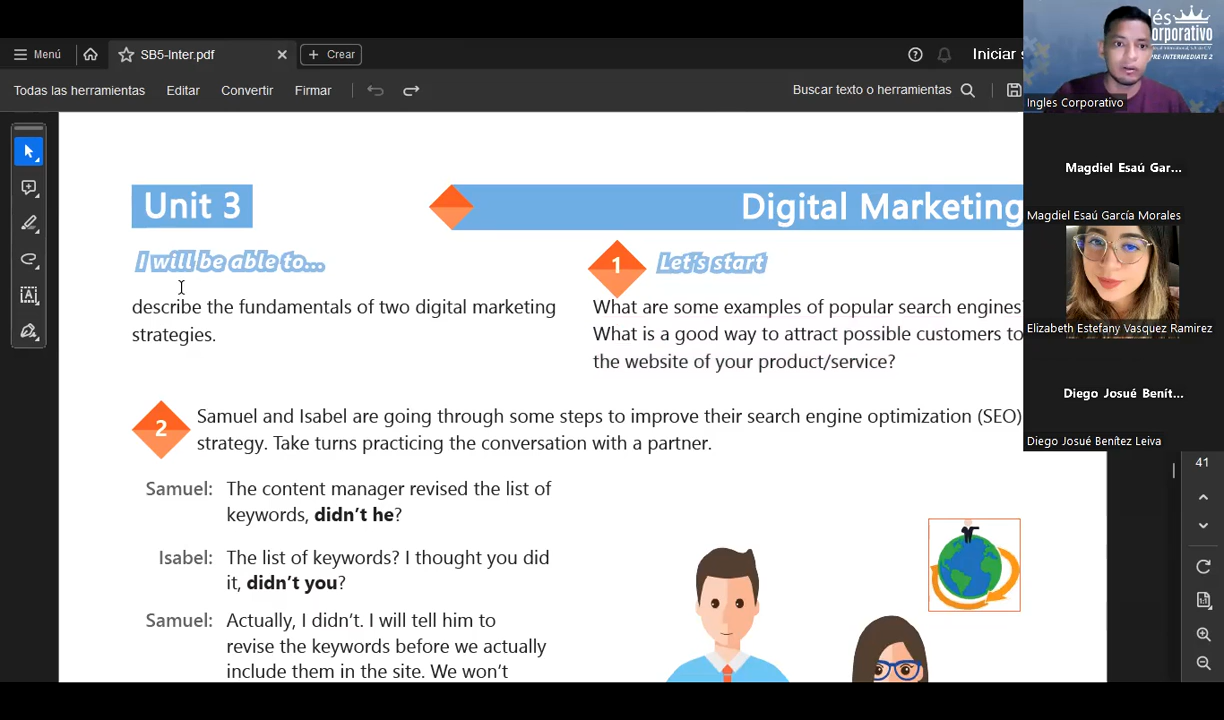 Menú
SB5-Inter.pdf
Crear
Iniciar s
Todas las herramientas
Editar
Convertir
Firmar
Buscar texto o herramientas
Unit 3
Digital Marketing
I will be able to...
describe the fundamentals of two digital marketing
strategies.
1
Let's start
What are some examples of popular search engines
What is a good way to attract possible customers to
the website of your product/service?
2
Samuel and Isabel are going through some steps to improve their search engine optimization (SEO)
strategy. Take turns practicing the conversation with a partner.
Samuel: The content manager revised the list of
keywords, didn't he?
Isabel: The list of keywords? I thought you did
it, didn't you?
Samuel: Actually, I didn't. I will tell him to
revise the keywords before we actually
include them in the site. We won't
lés
orporativo
PRE-INTERMEDIATE 2
Ingles Corporativo
Magdiel Esaú Gar...
Magdiel Esaú García Morales
Elizabeth Estefany Vasquez Ramirez
Diego Josué Benít...
Diego Josué Benítez Leiva
41
1:1